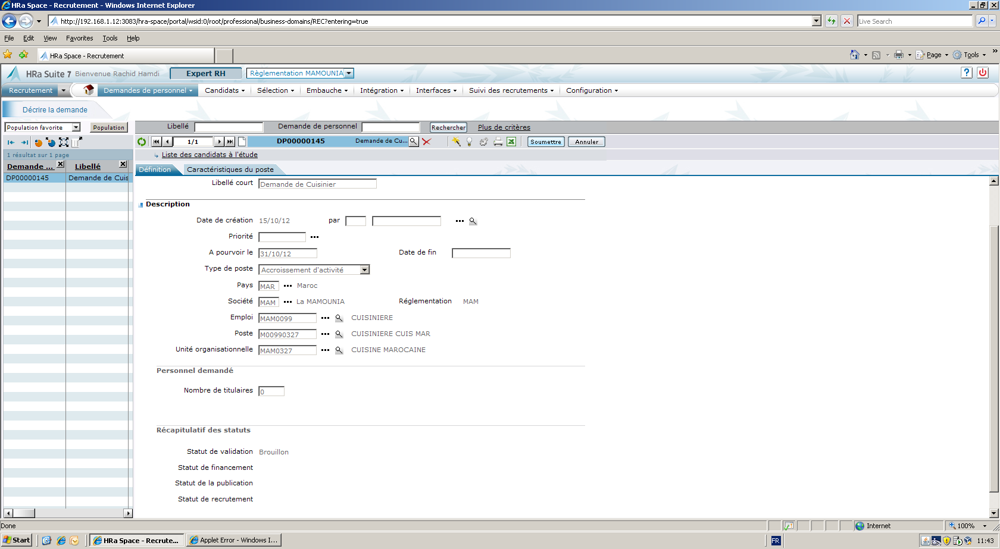 HRa Space - Recrutement - Windows Internet Explorer
http://192.168.1.12:3083/hra-space/portal/wsid:0/root/professional/business-domains/REC?entering=true
Live Search
File Edit View Favorites Tools Help
HRa Space - Recrutement
Page Tools »
HRa Suite 7 Bienvenue Rachid Hamdi Expert RH Règlementation MAMOUNIA
Recrutement Demandes de personnel Candidats Sélection Embauche Intégration Interfaces Suivi des recrutements Configuration
Décrire la demande
Population favorite Population
Libellé Demande de personnel Rechercher Plus de critères
1/1 DP00000145 Demande de Cu... Soumettre Annuler
1 résultat sur 1 page
Liste des candidats à l'étude
Demande ... Libellé
DP00000145 Demande de Cuis
Définition Caractéristiques du poste
Libellé court Demande de Cuisinier
Description
Date de création 15/10/12 par
Priorité
A pourvoir le 31/10/12 Date de fin
Type de poste Accroissement d'activité
Pays MAR Maroc
Société MAM La MAMOUNIA Réglementation MAM
Emploi MAM0099 CUISINIERE
Poste M00990327 CUISINIERE CUIS MAR
Unité organisationnelle MAM0327 CUISINE MAROCAINE
Personnel demandé
Nombre de titulaires 0
Récapitulatif des statuts
Statut de validation Brouillon
Statut de financement
Statut de la publication
Statut de recrutement
Done Internet 100%
Start HRa Space - Recrute... Applet Error - Windows I... FR 11:43